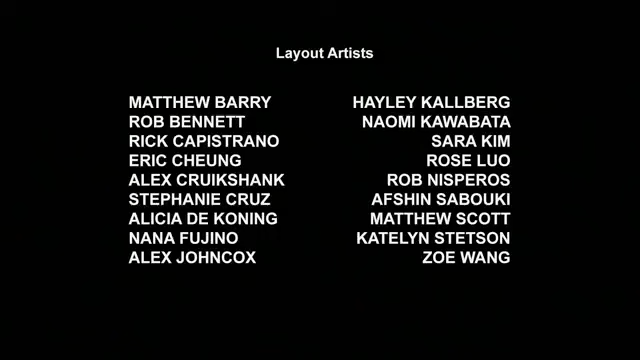 Layout Artists
MATTHEW BARRY
ROB BENNETT
RICK CAPISTRANO
ERIC CHEUNG
ALEX CRUIKSHANK
STEPHANIE CRUZ
ALICIA DE KONING
NANA FUJINO
ALEX JOHNCOX
HAYLEY KALLBERG
NAOMI KAWABATA
SARA KIM
ROSE LUO
ROB NISPEROS
AFSHIN SABOUKI
MATTHEW SCOTT
KATELYN STETSON
ZOE WANG